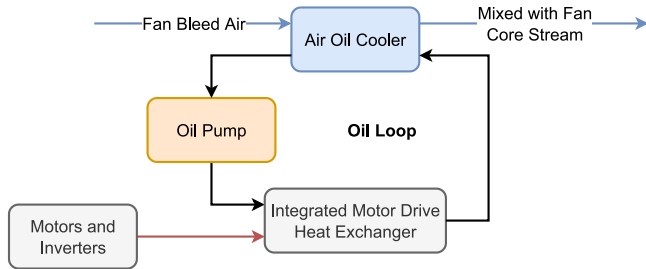 Fan Bleed Air
Air Oil Cooler
Mixed with Fan
Core Stream
Oil Pump
Oil Loop
Motors and
Inverters
Integrated Motor Drive
Heat Exchanger